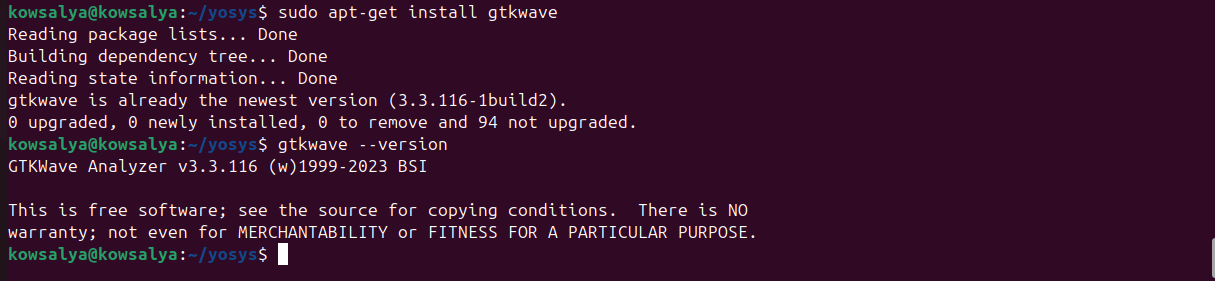 kowsalya@kowsalya:~/yosys$ sudo apt-get install gtkwave
Reading package lists... Done
Building dependency tree... Done
Reading state information... Done
gtkwave is already the newest version (3.3.116-1build2).
0 upgraded, 0 newly installed, 0 to remove and 94 not upgraded.
kowsalya@kowsalya:~/yosys$ gtkwave --version
GTKWave Analyzer v3.3.116 (w)1999-2023 BSI
This is free software; see the source for copying conditions.  There is NO
warranty; not even for MERCHANTABILITY or FITNESS FOR A PARTICULAR PURPOSE.
kowsalya@kowsalya:~/yosys$